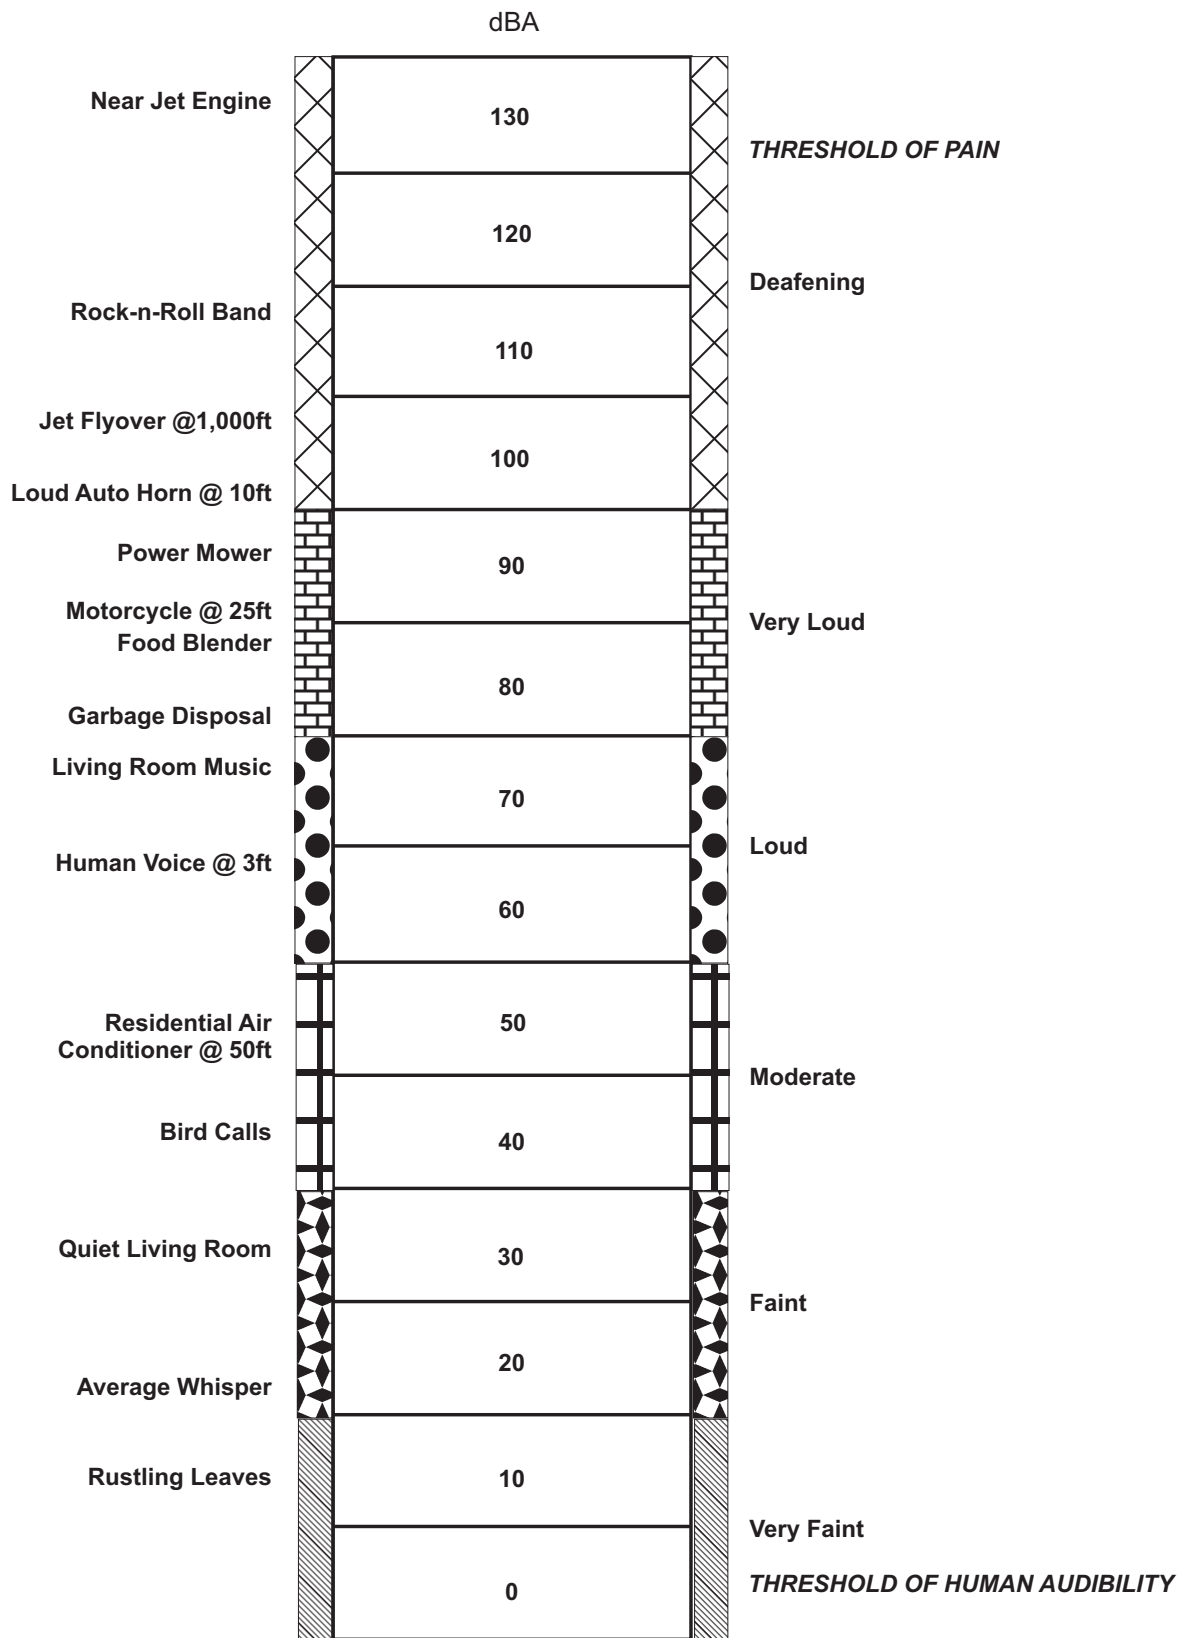 dBA
Near Jet Engine
130
THRESHOLD OF PAIN
120
Deafening
Rock-n-Roll Band
110
Jet Flyover @1,000ft
100
Loud Auto Horn @ 10ft
Power Mower
90
Motorcycle @ 25ft
Very Loud
Food Blender
80
Garbage Disposal
Living Room Music
70
Loud
Human Voice @ 3ft
60
Residential Air
50
Conditioner @ 50ft
Moderate
Bird Calls
40
Quiet Living Room
30
Faint
20
Average Whisper
Rustling Leaves
10
Very Faint
THRESHOLD OF HUMAN AUDIBILITY
0